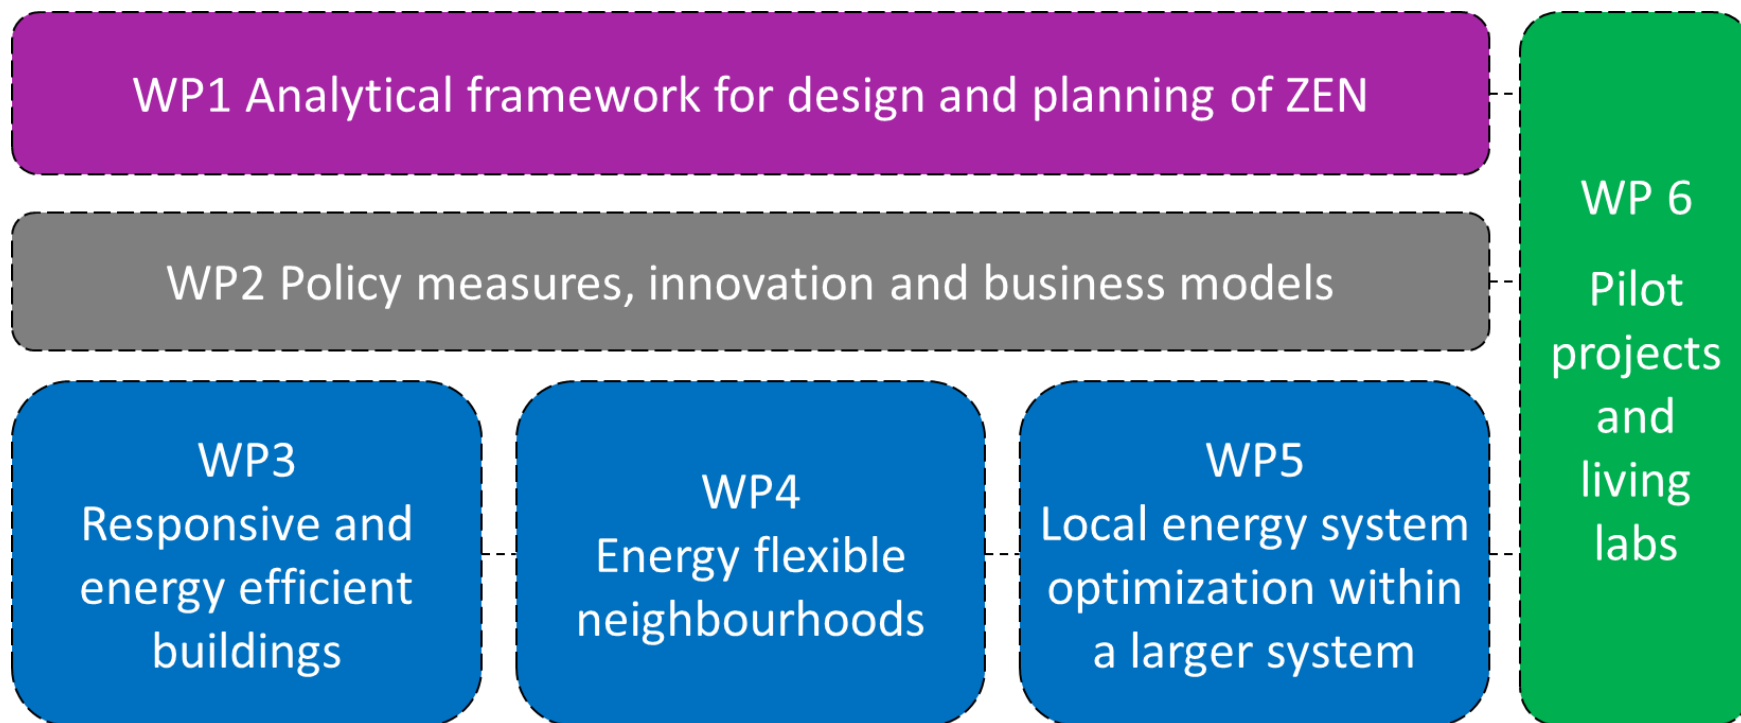 WP1 Analytical framework for design and planning of ZEN
WP2 Policy measures, innovation and business models
WP3
Responsive and
energy efficient
buildings
WP4
Energy flexible
neighbourhoods
WP5
Local energy system
optimization within
a larger system
WP 6
Pilot
projects
and
living
labs